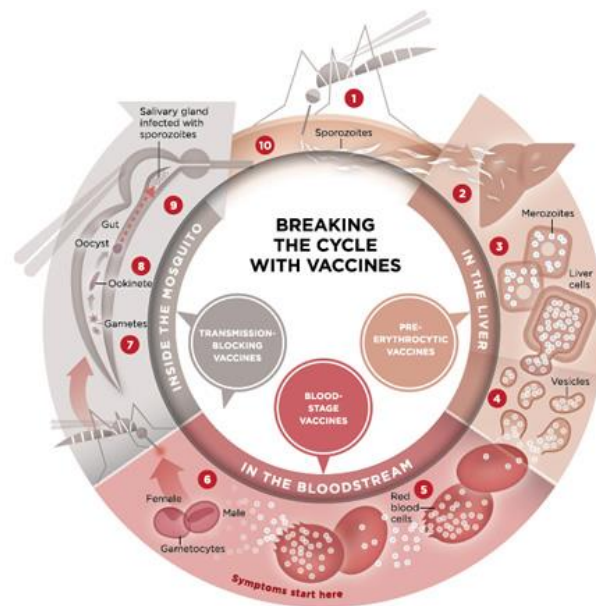 1
Salivary gland
infected with
sporozoites
10
Sporozoites
2
9
Merozoites
BREAKING
THE CYCLE
WITH VACCINES
3
Gut
Oocyst
Liver
cells
8
Ookinete
INSIDE THE MOSQUITO
IN THE LIVER
TRANSMISSION-
BLOCKING
VACCINES
PRE-
ERYTHROCYTIC
VACCINES
Gametes
7
Vesicles
BLOOD-
STAGE
VACCINES
4
IN THE BLOODSTREAM
6
5
Female
Male
Red
blood
cells
Gametocytes
Symptoms start here